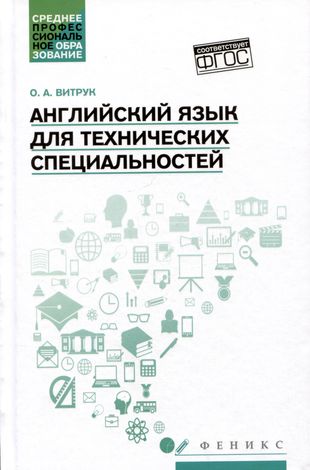 СРЕДНЕЕ
ПРОФЕС
СИОНАЛЬ
НОЕ ОБРА
ЗОВАНИЕ
соответствует
ФГОС
О. А. ВИТРУК
АНГЛИЙСКИЙ ЯЗЫК
ДЛЯ ТЕХНИЧЕСКИХ
СПЕЦИАЛЬНОСТЕЙ
ФЕНИКС